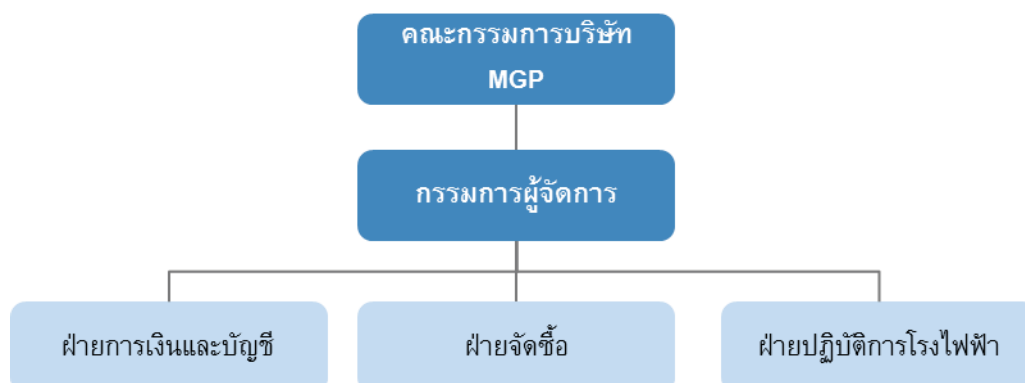 คณะกรรมการบริษัท
MGP
กรรมการผู้จัดการ
ฝ่ายการเงินและบัญชี
ฝ่ายจัดซื้อ
ฝ่ายปฏิบัติการโรงไฟฟ้า